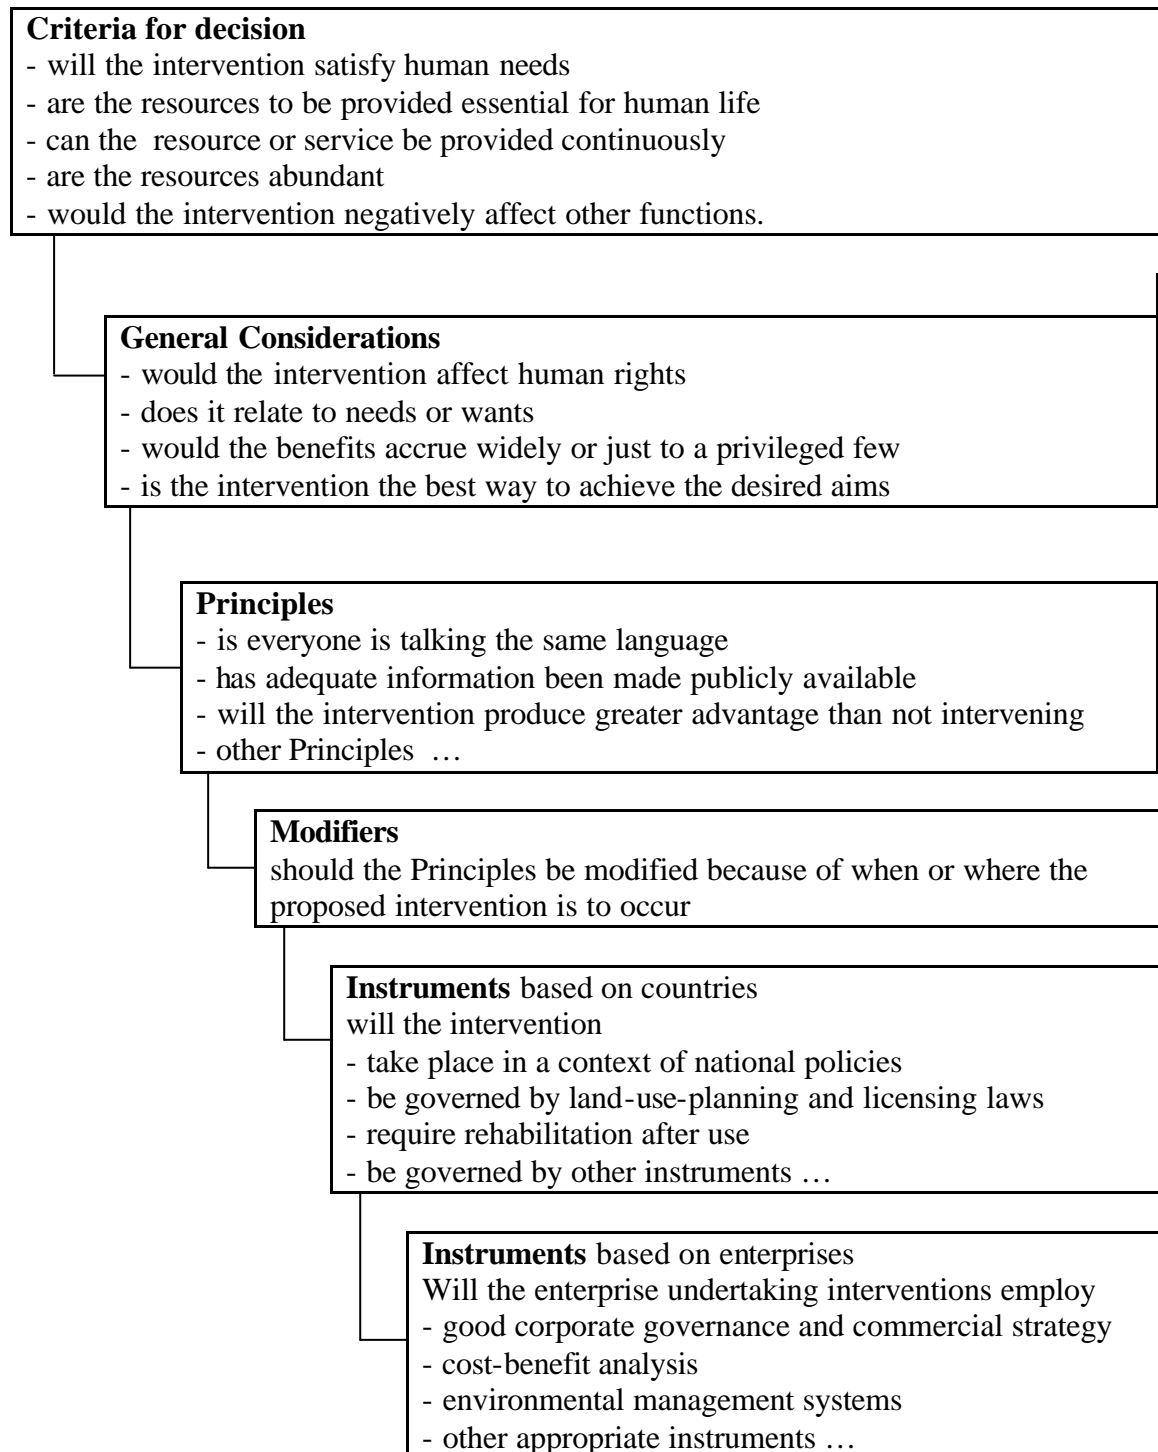 Criteria for decision
- will the intervention satisfy human needs
- are the resources to be provided essential for human life
- can the resource or service be provided continuously
- are the resources abundant
- would the intervention negatively affect other functions.
General Considerations
- would the intervention affect human rights
- does it relate to needs or wants
- would the benefits accrue widely or just to a privileged few
- is the intervention the best way to achieve the desired aims
Principles
- is everyone is talking the same language
- has adequate information been made publicly available
- will the intervention produce greater advantage than not intervening
- other Principles …
Modifiers
should the Principles be modified because of when or where the
proposed intervention is to occur
Instruments based on countries
will the intervention
- take place in a context of national policies
- be governed by land-use-planning and licensing laws
- require rehabilitation after use
- be governed by other instruments …
Instruments based on enterprises
Will the enterprise undertaking interventions employ
- good corporate governance and commercial strategy
- cost-benefit analysis
- environmental management systems
- other appropriate instruments …